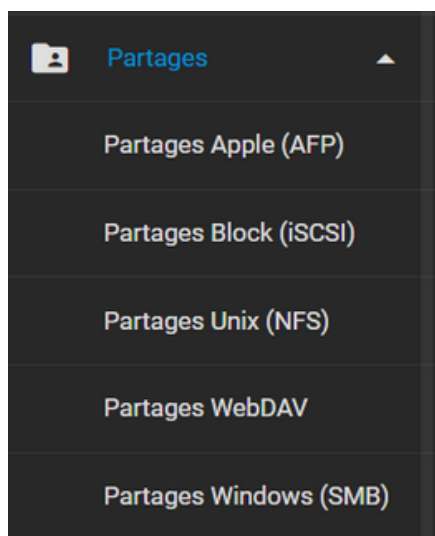 Partages
Partages Apple (AFP)
Partages Block (iSCSI)
Partages Unix (NFS)
Partages WebDAV
Partages Windows (SMB)